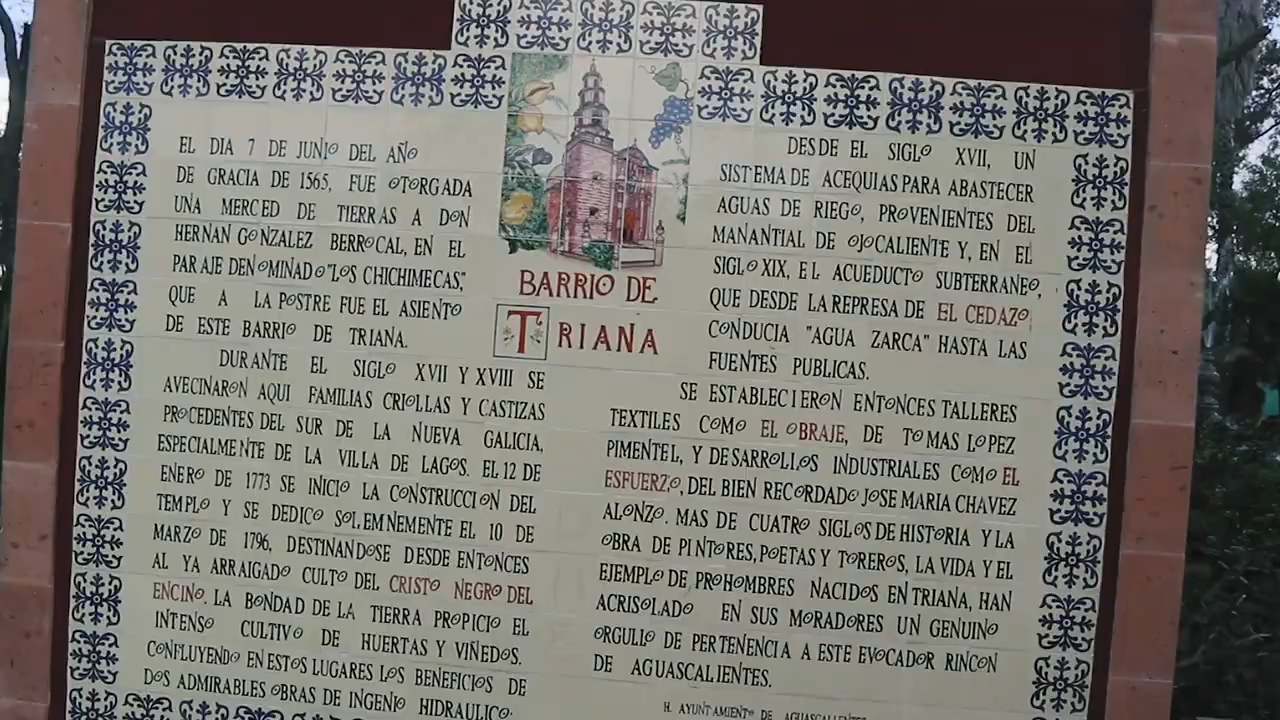 BARRIO DE
TRIANA
EL DIA 7 DE JUNIO DEL AÑO
DE GRACIA DE 1565, FUE OTORGADA
UNA MERCED DE TIERRAS A DON
HERNAN GONZALEZ BERROCAL, EN EL
PARAJE DENOMINADO "LOS CHICHIMECAS,"
QUE A LA POSTRE FUE EL ASIENTO
DE ESTE BARRIO DE TRIANA.
DURANTE EL SIGLO XVII Y XVIII SE
AVECINARON AQUI FAMILIAS CRIOLLAS Y CASTIZAS
PROCEDENTES DEL SUR DE LA NUEVA GALICIA,
ESPECIALMENTE DE LA VILLA DE LAGOS. EL 12 DE
ENERO DE 1773 SE INICIO LA CONSTRUCCION DEL
TEMPLO Y SE DEDICO SOLEMNEMENTE EL 10 DE
MARZO DE 1796, DESTINANDOSE DESDE ENTONCES
AL YA ARRAIGADO CULTO DEL CRISTO NEGRO DEL
ENCINO. LA BONDAD DE LA TIERRA PROPICIO EL
INTENSO CULTIVO DE HUERTAS Y VIÑEDOS.
CONFLUYENDO EN ESTOS LUGARES LOS BENEFICIOS DE
DOS ADMIRABLES OBRAS DE INGENIO HIDRAULICO:
DESDE EL SIGLO XVII, UN
SISTEMA DE ACEQUIAS PARA ABASTECER
AGUAS DE RIEGO, PROVENIENTES DEL
MANANTIAL DE OJOCALIENTE Y, EN EL
SIGLO XIX, EL ACUEDUCTO SUBTERRANEO,
QUE DESDE LA REPRESA DE EL CEDAZO,
CONDUCIA "AGUA ZARCA" HASTA LAS
FUENTES PUBLICAS.
SE ESTABLECIERON ENTONCES TALLERES
TEXTILES COMO EL OBRAJE, DE TOMAS LOPEZ
PIMENTEL, Y DESARROLLOS INDUSTRIALES COMO EL
ESFUERZO, DEL BIEN RECORDADO JOSE MARIA CHAVEZ
ALONZO. MAS DE CUATRO SIGLOS DE HISTORIA Y LA
OBRA DE PINTORES, POETAS Y TOREROS, LA VIDA Y EL
EJEMPLO DE PROHOMBRES NACIDOS EN TRIANA, HAN
ACRISOLADO EN SUS MORADORES UN GENUINO
ORGULLO DE PERTENENCIA A ESTE EVOCADOR RINCON
DE AGUASCALIENTES.
H. AYUNTAMIENTO DE AGUASCALIENTES